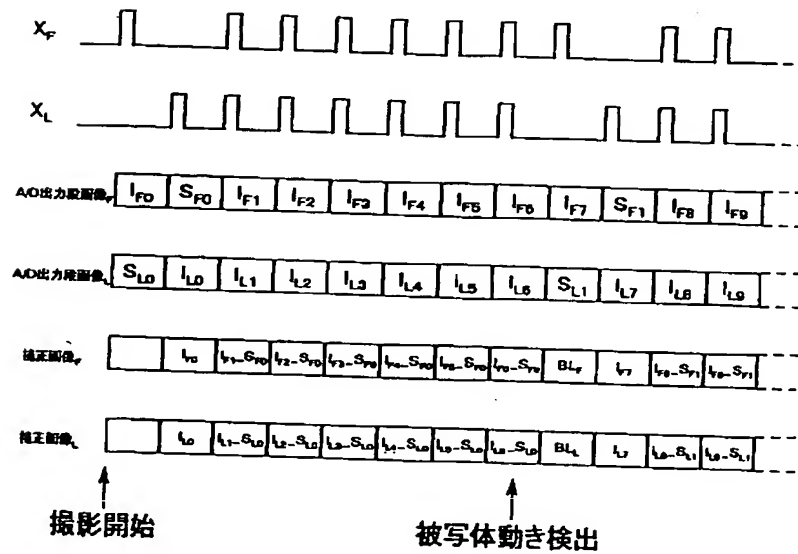 X_F
X_L
A/D出力段画像_F I_F0 S_F0 I_F1 I_F2 I_F3 I_F4 I_F5 I_F6 I_F7 S_F1 I_F8 I_F9
A/D出力段画像_L S_L0 I_L0 I_L1 I_L2 I_L3 I_L4 I_L5 I_L6 S_L1 I_L7 I_L8 I_L9
補正画像_F I_F0 I_F1-S_F0 I_F2-S_F0 I_F3-S_F0 I_F4-S_F0 I_F5-S_F0 I_F6-S_F0 BL_F I_F7 I_F8-S_F1 I_F9-S_F1
補正画像_L I_L0 I_L1-S_L0 I_L2-S_L0 I_L3-S_L0 I_L4-S_L0 I_L5-S_L0 I_L6-S_L0 BL_L I_L7 I_L8-S_L1 I_L9-S_L1
撮影開始
被写体動き検出